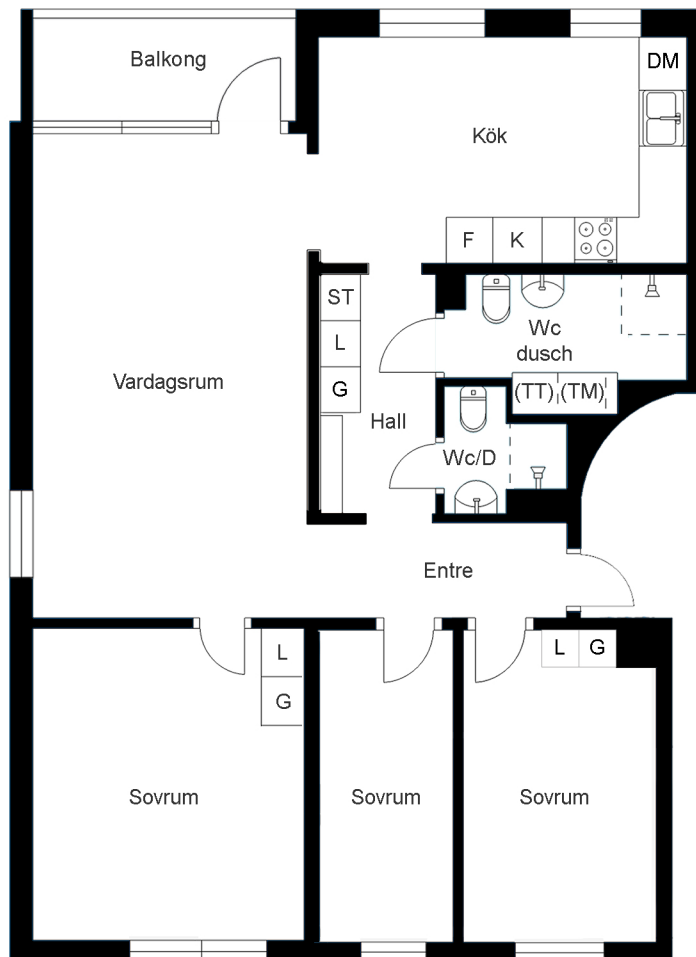 Balkong
DM
Kök
F K
ST
L
G
Wc
dusch
(TT) (TM)
Vardagsrum
Hall
Wc/D
Entre
L
G
L G
Sovrum
Sovrum
Sovrum